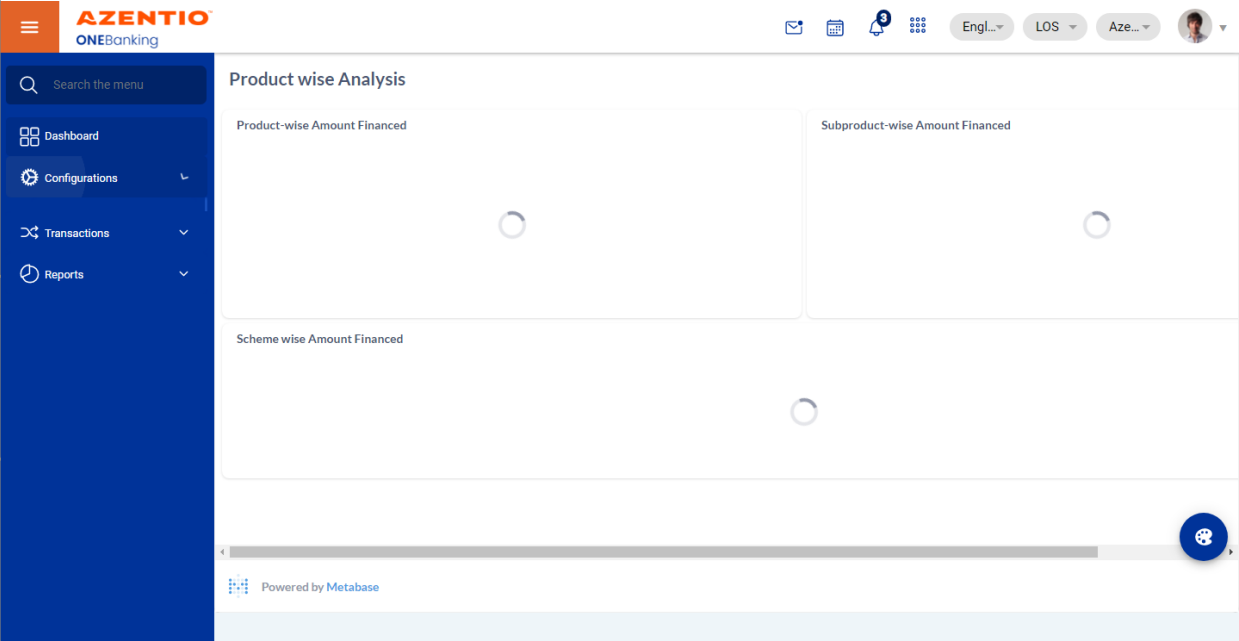 AZENTIO™
ONEBanking
3
Engl...
LOS
Aze...
Search the menu
Dashboard
Configurations
Transactions
Reports
Product wise Analysis
Product-wise Amount Financed
Subproduct-wise Amount Financed
Scheme wise Amount Financed
Powered by Metabase